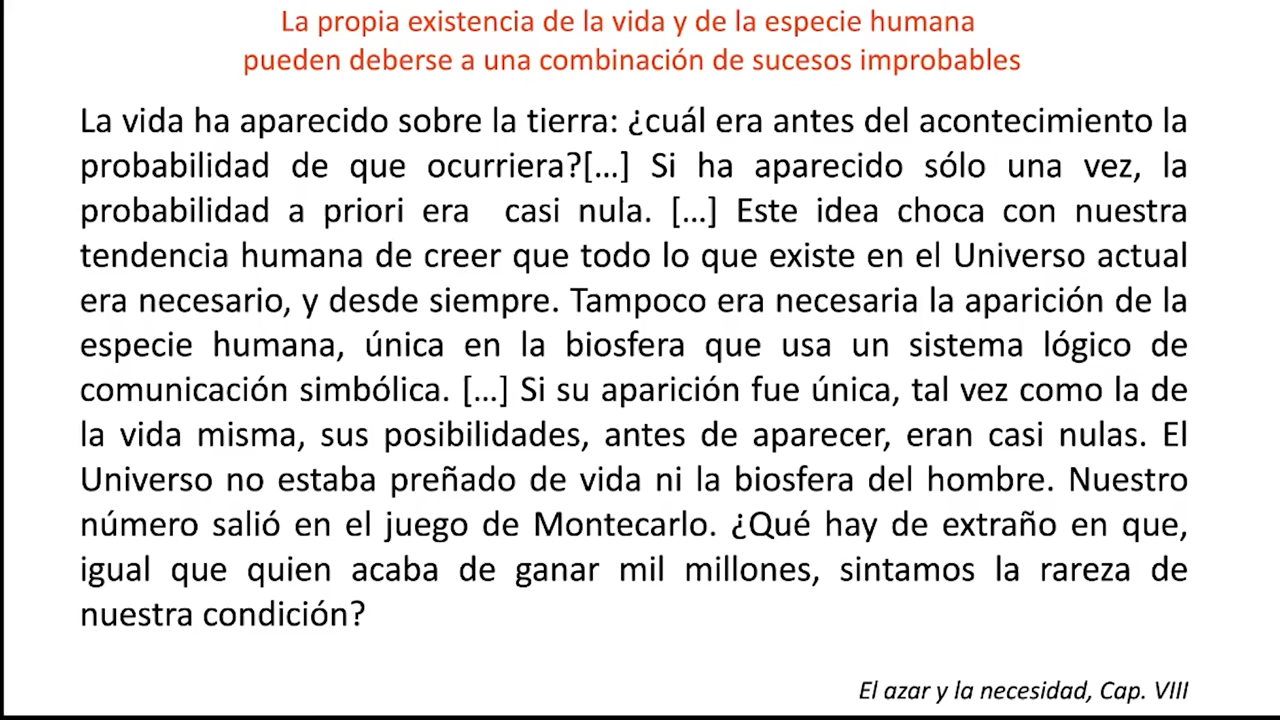 La propia existencia de la vida y de la especie humana
pueden deberse a una combinación de sucesos improbables
La vida ha aparecido sobre la tierra: ¿cuál era antes del acontecimiento la
probabilidad de que ocurriera?[...] Si ha aparecido sólo una vez, la
probabilidad a priori era casi nula. [...] Este idea choca con nuestra
tendencia humana de creer que todo lo que existe en el Universo actual
era necesario, y desde siempre. Tampoco era necesaria la aparición de la
especie humana, única en la biosfera que usa un sistema lógico de
comunicación simbólica. [...] Si su aparición fue única, tal vez como la de
la vida misma, sus posibilidades, antes de aparecer, eran casi nulas. El
Universo no estaba preñado de vida ni la biosfera del hombre. Nuestro
número salió en el juego de Montecarlo. ¿Qué hay de extraño en que,
igual que quien acaba de ganar mil millones, sintamos la rareza de
nuestra condición?
El azar y la necesidad, Cap. VIII